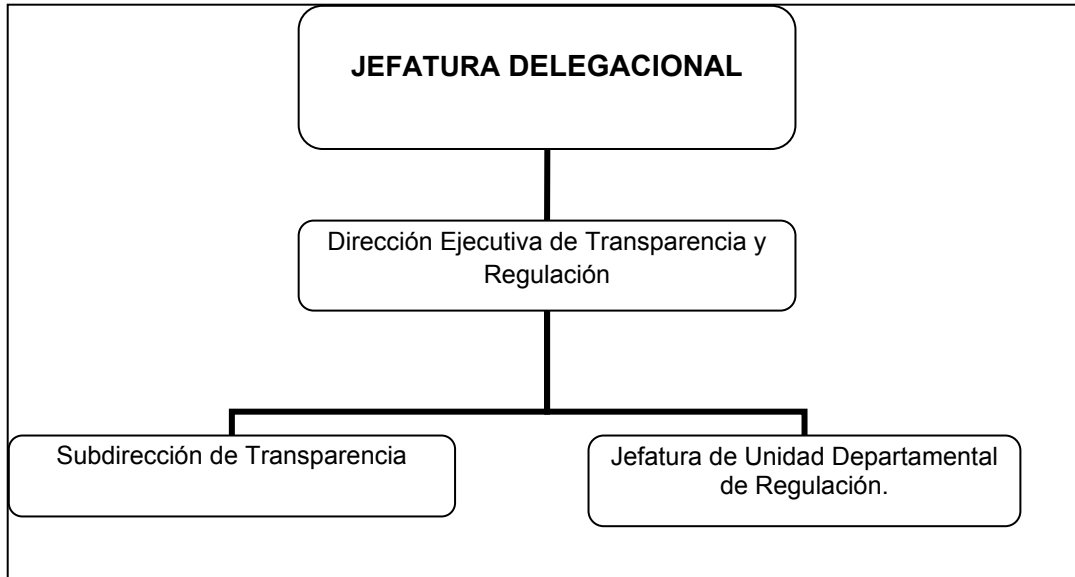 JEFATURA DELEGACIONAL
Dirección Ejecutiva de Transparencia y
Regulación
Subdirección de Transparencia
Jefatura de Unidad Departamental
de Regulación.